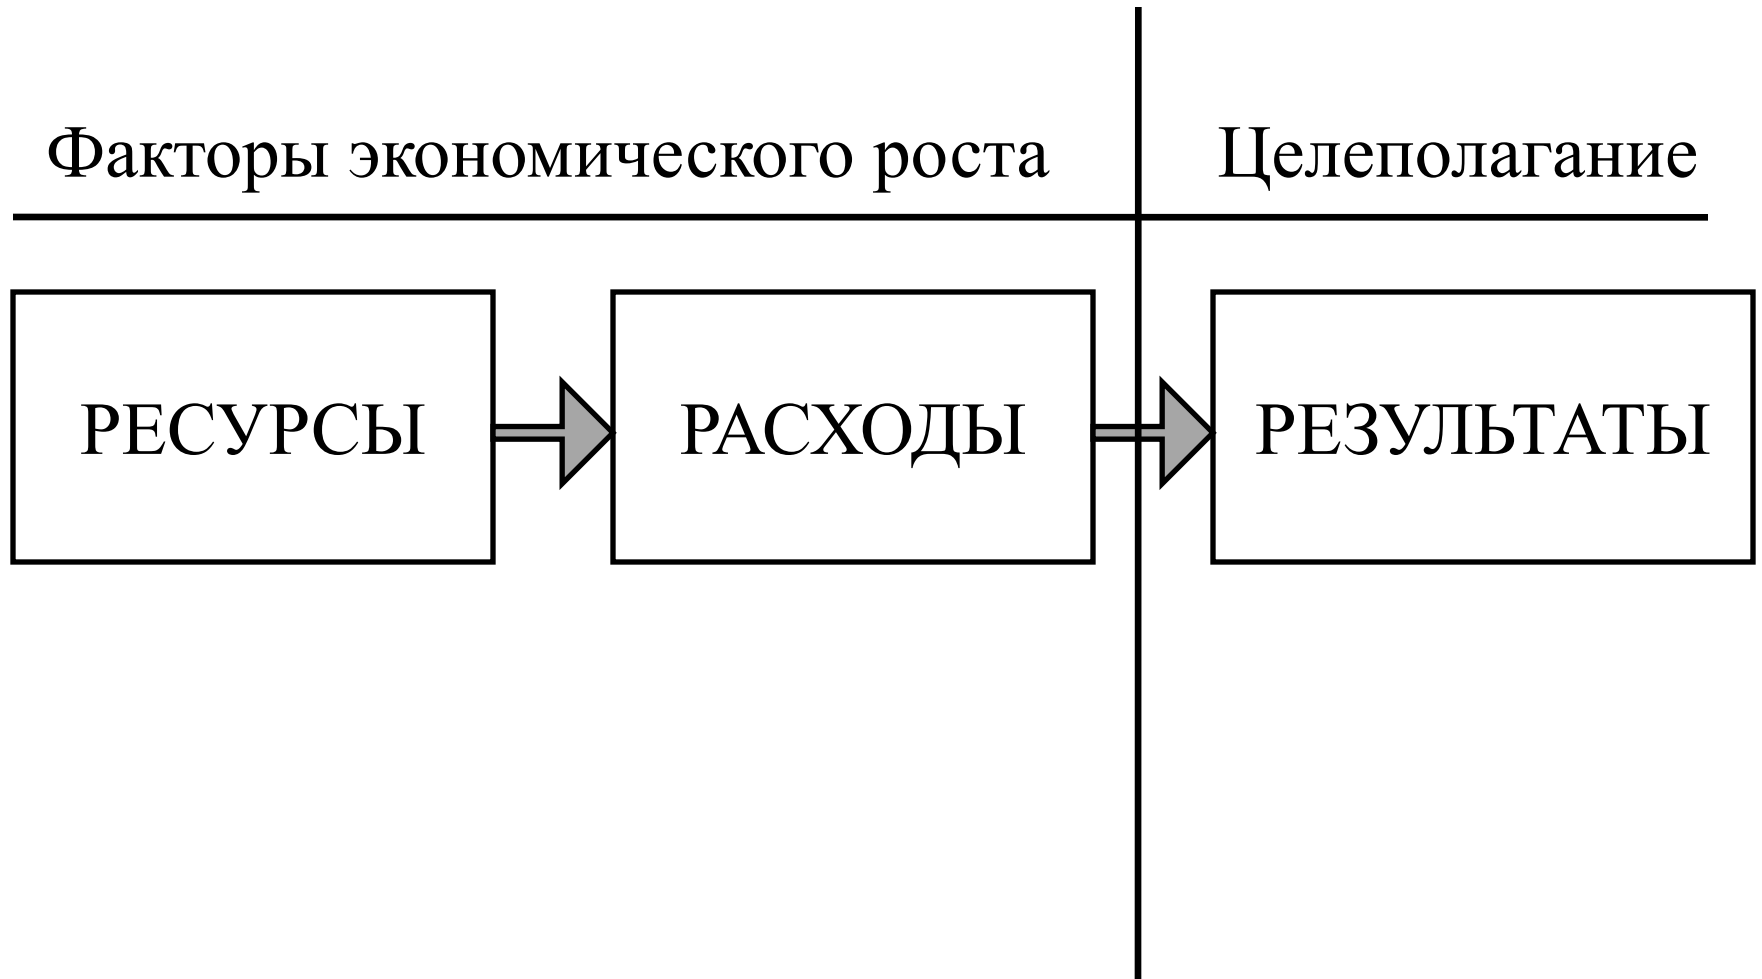 Факторы экономического роста
Целеполагание
РЕСУРСЫ
РАСХОДЫ
РЕЗУЛЬТАТЫ